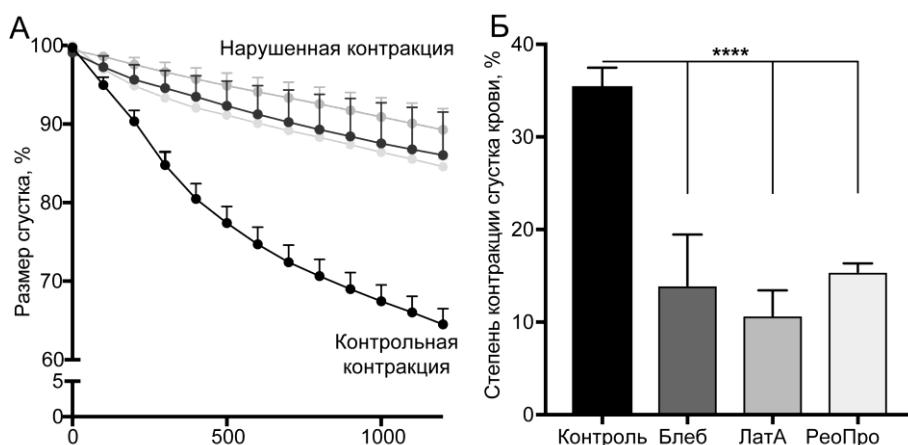 А
Нарушенная контракция
Размер сгустка, %
100
90
80
70
60
5
0
Контрольная
контракция
0
500
1000
Б
Степень контракции сгустка крови, %
40
30
20
10
0
****
Контроль
Блеб
ЛатА
РеоПро